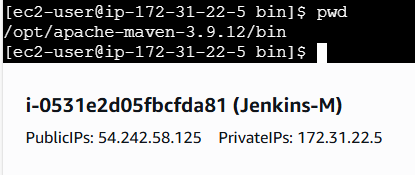 [ec2-user@ip-172-31-22-5 bin]$ pwd
/opt/apache-maven-3.9.12/bin
[ec2-user@ip-172-31-22-5 bin]$
i-0531e2d05fbcfda81 (Jenkins-M)
PublicIPs: 54.242.58.125 PrivateIPs: 172.31.22.5